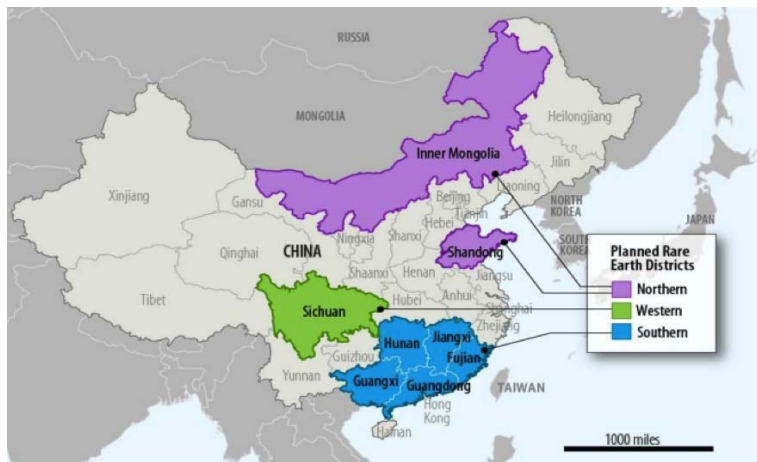 RUSSIA
MONGOLIA
Heilongjiang
Jilin
Inner Mongolia
Liaoning
Xinjiang
Gansu
Beijing
Tianjin
NORTH
KOREA
Hebei
JAPAN
Ningxia
Shanxi
Shandong
SOUTH
KOREA
CHINA
Qinghai
Shaanxi
Henan
Jiangsu
Tibet
Sichuan
Hubei
Anhui
Shanghai
Zhejiang
Hunan
Jiangxi
Fujian
Guizhou
Yunnan
Guangxi
Guangdong
TAIWAN
Hong
Kong
Hainan
Planned Rare
Earth Districts
Northern
Western
Southern
1000 miles